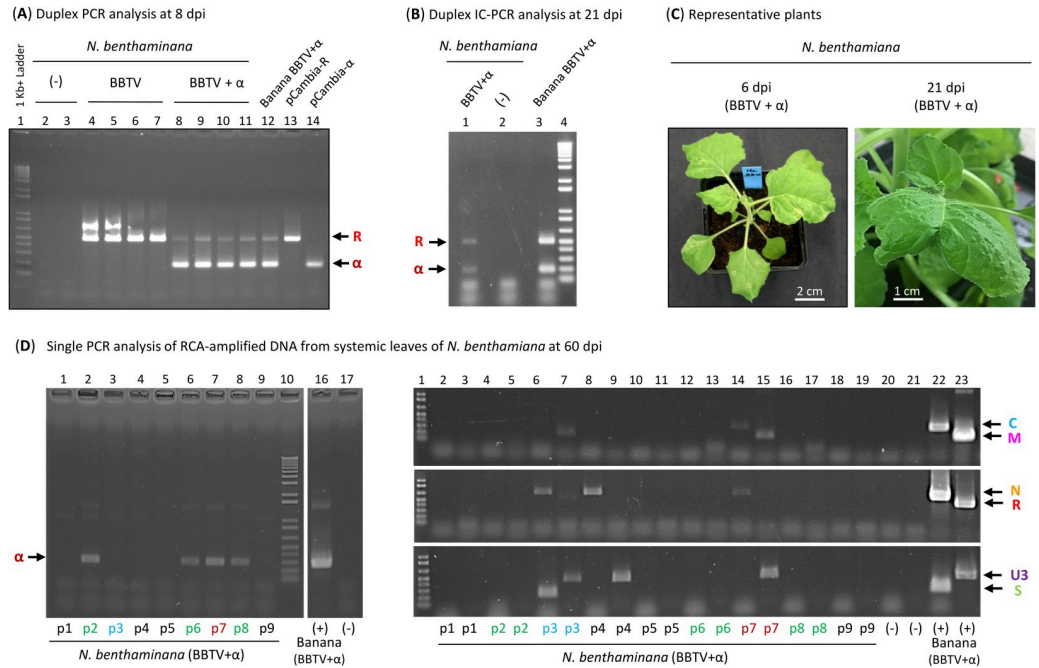 (A) Duplex PCR analysis at 8 dpi
N. benthaminana
1 Kb+ Ladder
(-)
BBTV
BBTV + α
Banana BBTV+α
pCambia-R
pCambia-α
1 2 3 4 5 6 7 8 9 10 11 12 13 14
R
α
(B) Duplex IC-PCR analysis at 21 dpi
N. benthamiana
BBTV+α
(-)
Banana BBTV+α
1 2 3 4
R
α
(C) Representative plants
N. benthamiana
6 dpi
(BBTV + α)
21 dpi
(BBTV + α)
2 cm
1 cm
(D) Single PCR analysis of RCA-amplified DNA from systemic leaves of N. benthamiana at 60 dpi
1 2 3 4 5 6 7 8 9 10 16 17
α
p1 p2 p3 p4 p5 p6 p7 p8 p9 (+) (-)
N. benthaminana (BBTV+α)
Banana
(BBTV+α)
1 2 3 4 5 6 7 8 9 10 11 12 13 14 15 16 17 18 19 20 21 22 23
C
M
N
R
U3
S
p1 p1 p2 p2 p3 p3 p4 p4 p5 p5 p6 p6 p7 p7 p8 p8 p9 p9 (-) (-) (+) (+)
N. benthaminana (BBTV+α)
Banana
(BBTV+α)